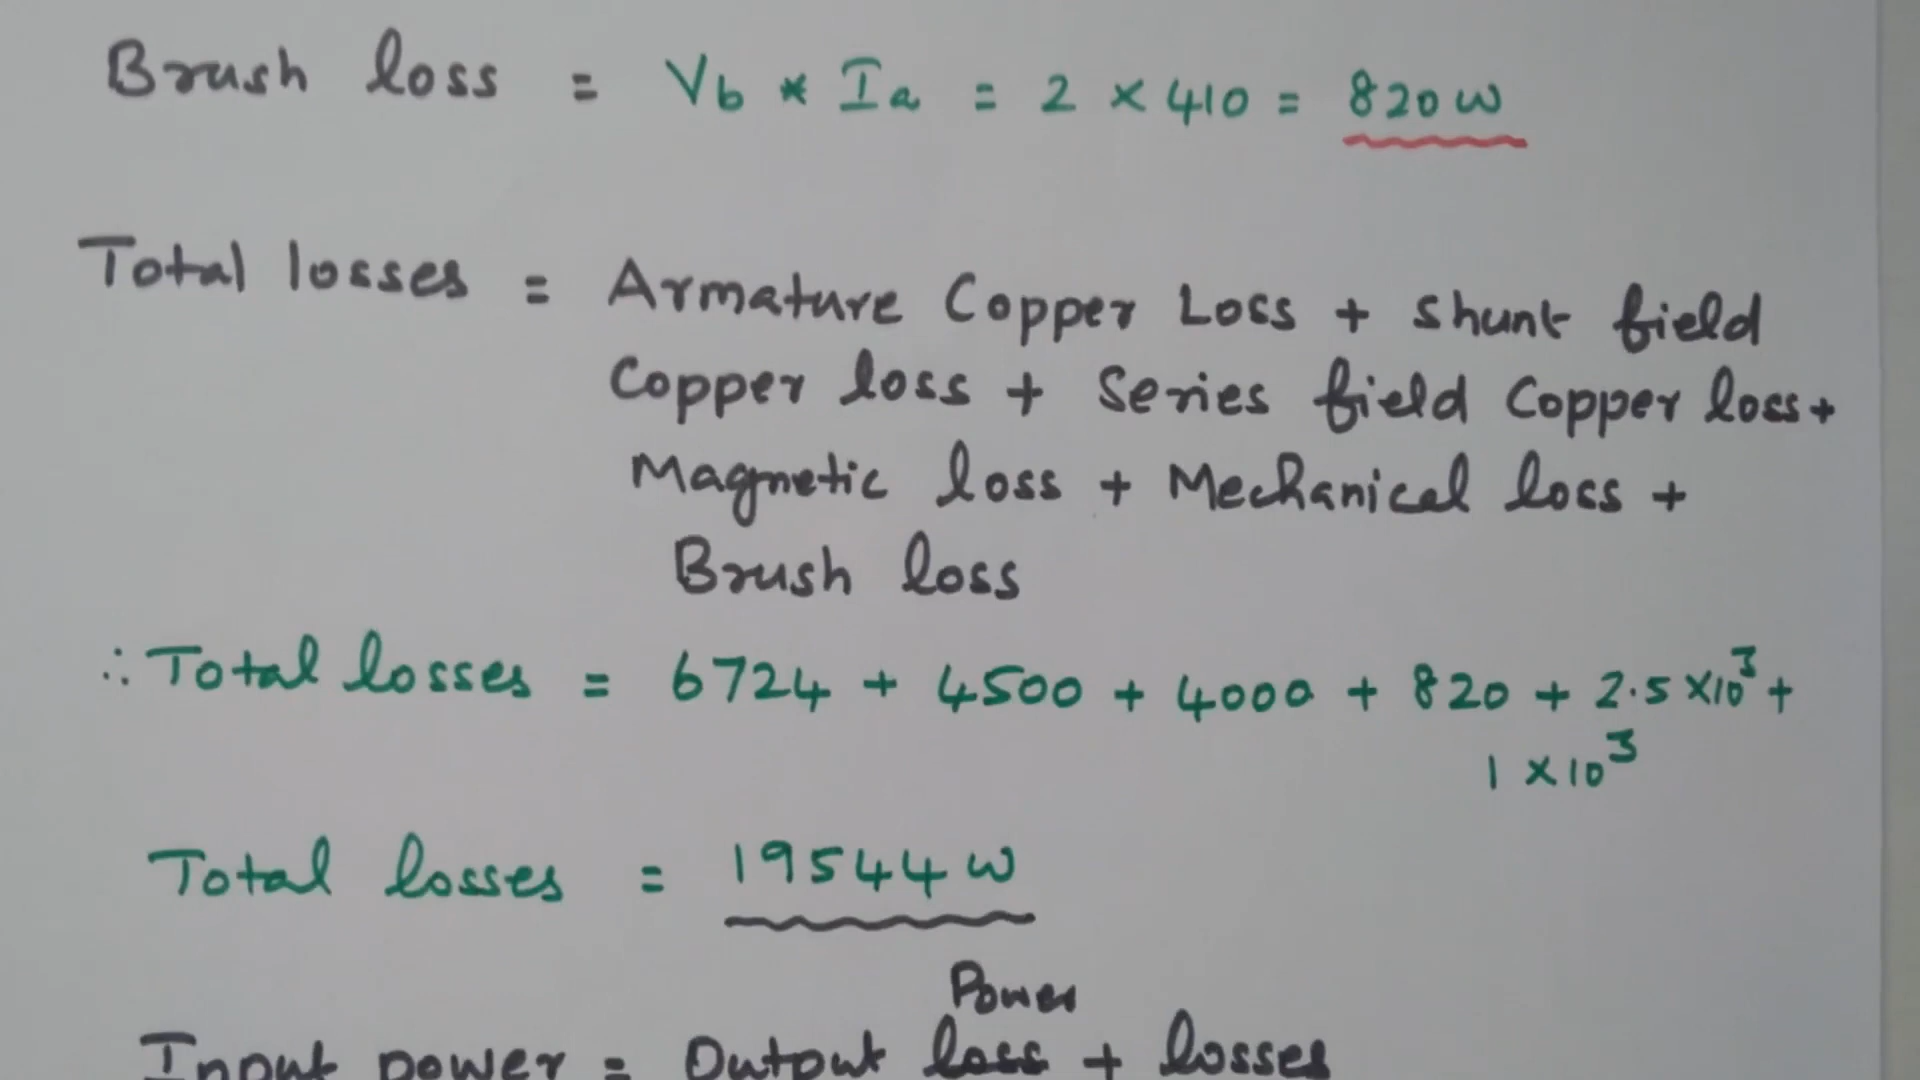 Brush loss = Vb * Ia = 2 × 410 = 820 W
Total losses = Armature Copper Loss + Shunt field
Copper loss + Series field Copper loss +
Magnetic loss + Mechanical loss +
Brush loss
∴ Total losses = 6724 + 4500 + 4000 + 820 + 2.5 × 10³ +
1 × 10³
Total losses = 19544 W
Power
Input power = Output loss + losses